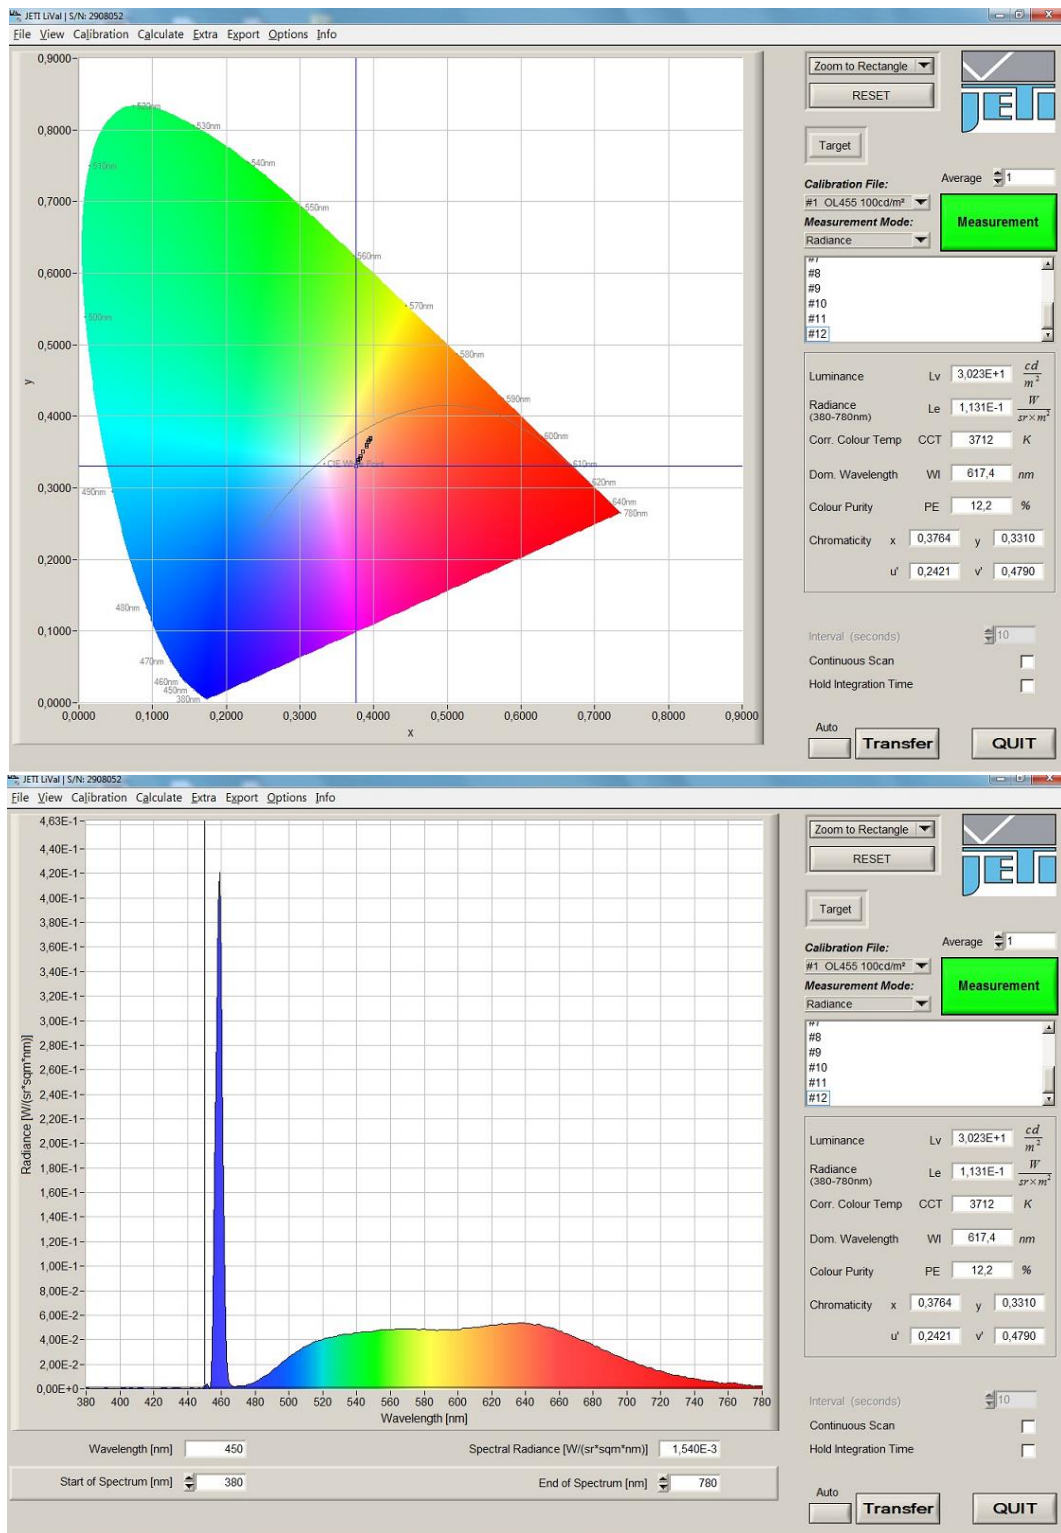 JETI LiVal | S/N: 2908052
File View Calibration Calculate Extra Export Options Info
0,9000
0,8000
0,7000
0,6000
0,5000
0,4000
0,3000
0,2000
0,1000
0,0000
y
520nm
530nm
540nm
510nm
550nm
560nm
570nm
500nm
580nm
590nm
600nm
CIE White Point
610nm
490nm
620nm
640nm
780nm
480nm
470nm
460nm
450nm
380nm
0,0000 0,1000 0,2000 0,3000 0,4000 0,5000 0,6000 0,7000 0,8000 0,9000
x
Zoom to Rectangle
RESET
JETI
Target
Calibration File:
Average 1
#1 OL455 100cd/m²
Measurement Mode:
Radiance
Measurement
#7
#8
#9
#10
#11
#12
Luminance Lv 3,023E+1 cd/m²
Radiance (380-780nm) Le 1,131E-1 W/sr×m²
Corr. Colour Temp CCT 3712 K
Dom. Wavelength Wl 617,4 nm
Colour Purity PE 12,2 %
Chromaticity x 0,3764 y 0,3310
u' 0,2421 v' 0,4790
Interval (seconds) 10
Continuous Scan
Hold Integration Time
Auto
Transfer
QUIT
JETI LiVal | S/N: 2908052
File View Calibration Calculate Extra Export Options Info
4,63E-1
4,40E-1
4,20E-1
4,00E-1
3,80E-1
3,60E-1
3,40E-1
3,20E-1
3,00E-1
2,80E-1
2,60E-1
2,40E-1
2,20E-1
2,00E-1
1,80E-1
1,60E-1
1,40E-1
1,20E-1
1,00E-1
8,00E-2
6,00E-2
4,00E-2
2,00E-2
0,00E+0
Radiance [W/(sr*sqm*nm)]
380 400 420 440 460 480 500 520 540 560 580 600 620 640 660 680 700 720 740 760 780
Wavelength [nm]
Wavelength [nm] 450
Spectral Radiance [W/(sr*sqm*nm)] 1,540E-3
Start of Spectrum [nm] 380
End of Spectrum [nm] 780
Zoom to Rectangle
RESET
JETI
Target
Calibration File:
Average 1
#1 OL455 100cd/m²
Measurement Mode:
Radiance
Measurement
#7
#8
#9
#10
#11
#12
Luminance Lv 3,023E+1 cd/m²
Radiance (380-780nm) Le 1,131E-1 W/sr×m²
Corr. Colour Temp CCT 3712 K
Dom. Wavelength Wl 617,4 nm
Colour Purity PE 12,2 %
Chromaticity x 0,3764 y 0,3310
u' 0,2421 v' 0,4790
Interval (seconds) 10
Continuous Scan
Hold Integration Time
Auto
Transfer
QUIT